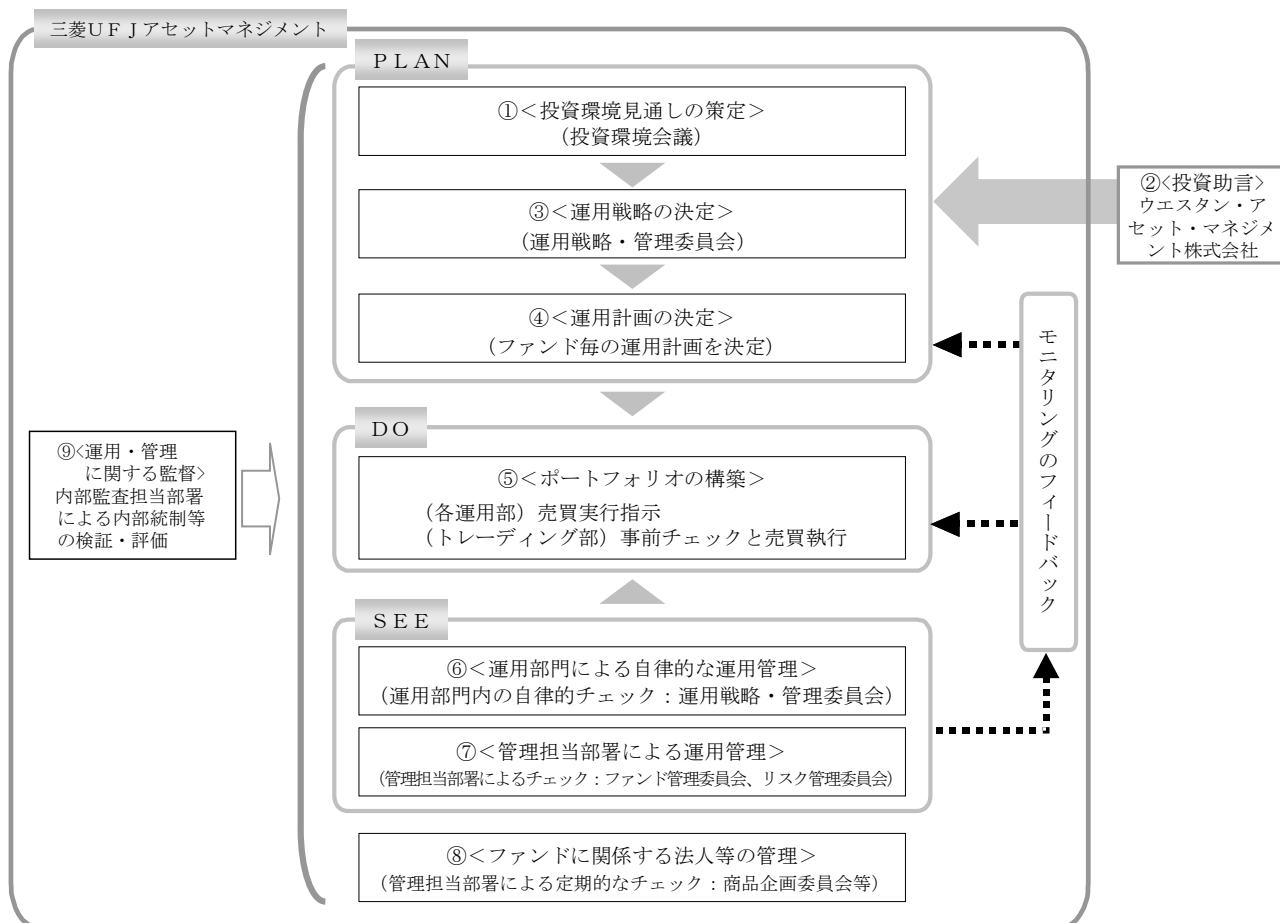 三菱ＵＦＪアセットマネジメント
ＰＬＡＮ
①＜投資環境見通しの策定＞
（投資環境会議）
②<投資助言>
ウエスタン・ア
セット・マネジメ
ント株式会社
③＜運用戦略の決定＞
（運用戦略・管理委員会）
④＜運用計画の決定＞
（ファンド毎の運用計画を決定）
モニタリングのフィードバック
ＤＯ
⑤＜ポートフォリオの構築＞
（各運用部）売買実行指示
（トレーディング部）事前チェックと売買執行
⑨<運用・管理
に関する監督>
内部監査担当部署
による内部統制等
の検証・評価
ＳＥＥ
⑥＜運用部門による自律的な運用管理＞
（運用部門内の自律的チェック：運用戦略・管理委員会）
⑦＜管理担当部署による運用管理＞
（管理担当部署によるチェック：ファンド管理委員会、リスク管理委員会）
⑧＜ファンドに関係する法人等の管理＞
（管理担当部署による定期的なチェック：商品企画委員会等）